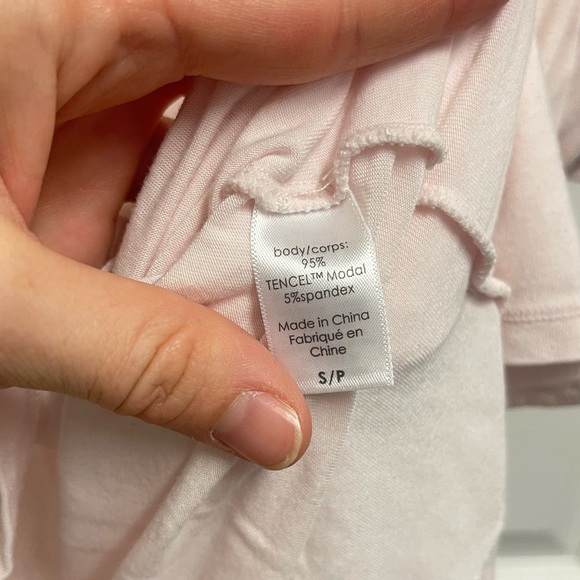 body/corps:
95%
TENCEL™ Modal
5%spandex
Made in China
Fabriqué en
Chine
S/P